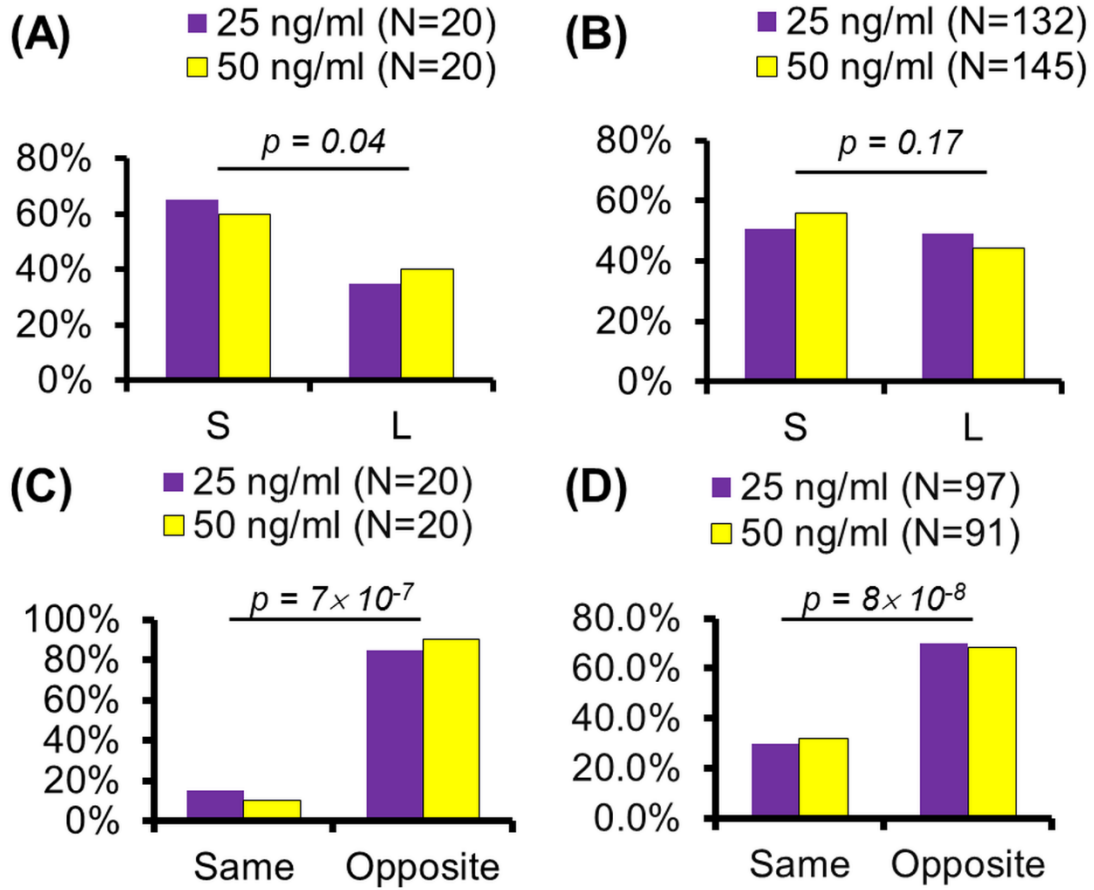 (A)
25 ng/ml (N=20)
50 ng/ml (N=20)
p = 0.04
80%
60%
40%
20%
0%
S L
(B)
25 ng/ml (N=132)
50 ng/ml (N=145)
p = 0.17
80%
60%
40%
20%
0%
S L
(C)
25 ng/ml (N=20)
50 ng/ml (N=20)
p = 7× 10⁻⁷
100%
80%
60%
40%
20%
0%
Same Opposite
(D)
25 ng/ml (N=97)
50 ng/ml (N=91)
p = 8× 10⁻⁸
80.0%
60.0%
40.0%
20.0%
0.0%
Same Opposite